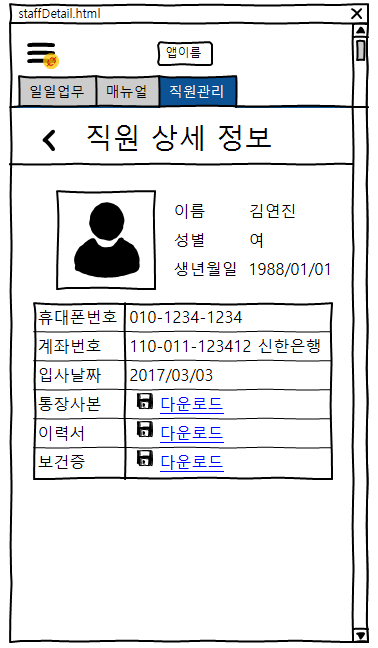 staffDetail.html
앱이름
일일업무 매뉴얼 직원관리
직원 상세 정보
이름 김연진
성별 여
생년월일 1988/01/01
휴대폰번호 010-1234-1234
계좌번호 110-011-123412 신한은행
입사날짜 2017/03/03
통장사본 다운로드
이력서 다운로드
보건증 다운로드